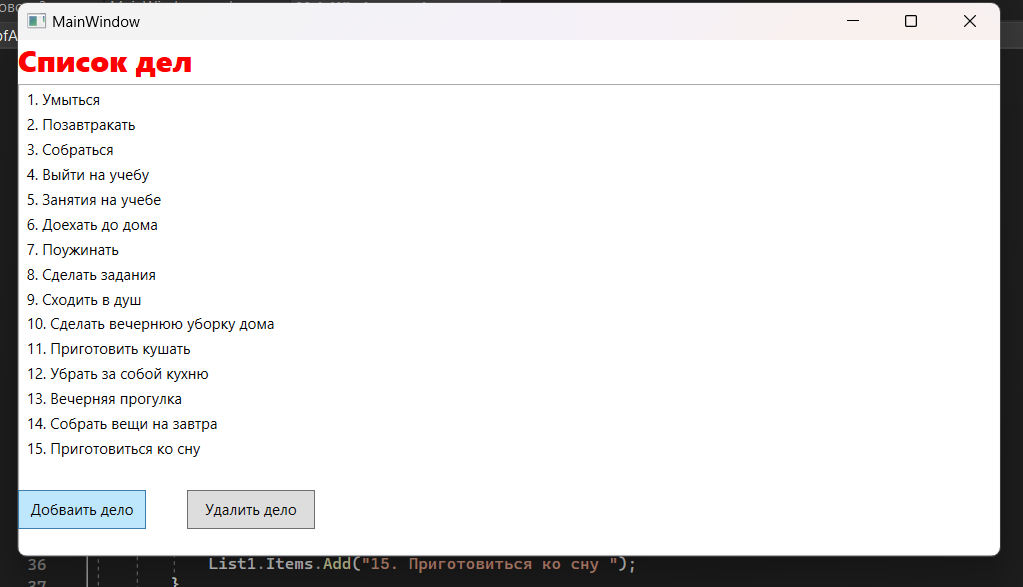 MainWindow
Список дел
1. Умыться
2. Позавтракать
3. Собраться
4. Выйти на учебу
5. Занятия на учебе
6. Доехать до дома
7. Поужинать
8. Сделать задания
9. Сходить в душ
10. Сделать вечернюю уборку дома
11. Приготовить кушать
12. Убрать за собой кухню
13. Вечерняя прогулка
14. Собрать вещи на завтра
15. Приготовиться ко сну
Добваить дело
Удалить дело
36 List1.Items.Add("15. Приготовиться ко сну ");
37 }